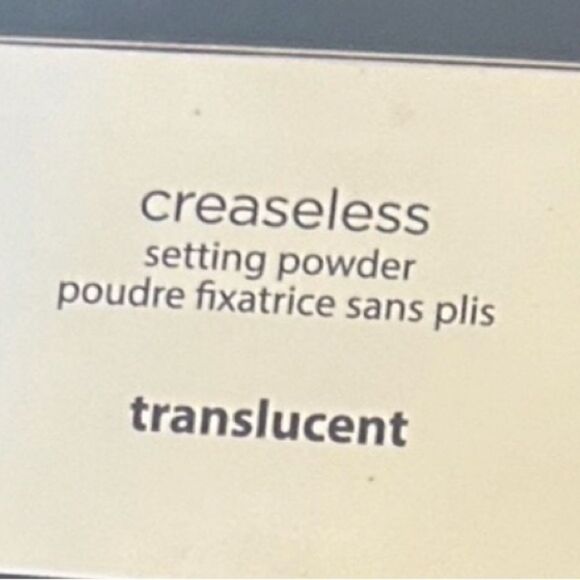 creaseless
setting powder
poudre fixatrice sans plis
translucent